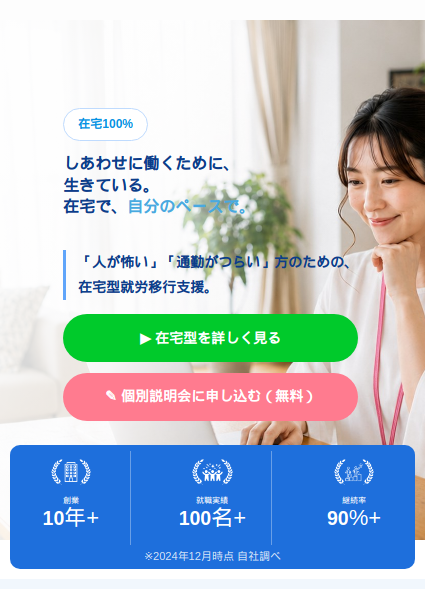 在宅100%
しあわせに働くために、
生きている。
在宅で、自分のペースで。
「人が怖い」「通勤がつらい」方のための、
在宅型就労移行支援。
▶ 在宅型を詳しく見る
✎ 個別説明会に申し込む（無料）
創業
10年+
就職実績
100名+
継続率
90%+
※2024年12月時点 自社調べ